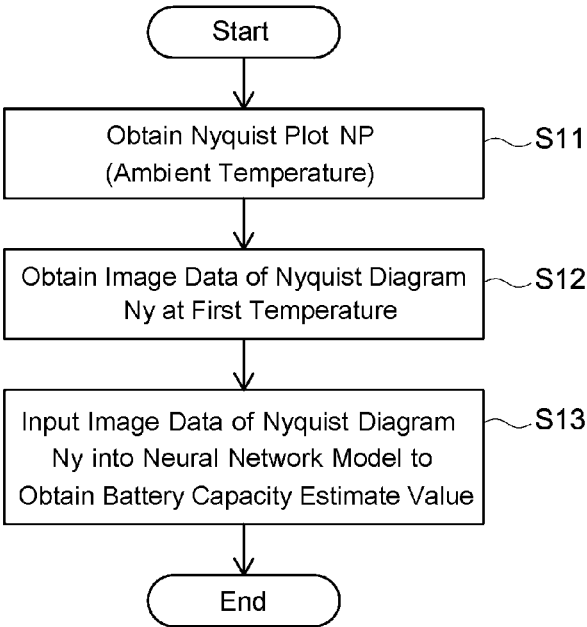 Start
Obtain Nyquist Plot NP
(Ambient Temperature)
S11
Obtain Image Data of Nyquist Diagram
Ny at First Temperature
S12
Input Image Data of Nyquist Diagram
Ny into Neural Network Model to
Obtain Battery Capacity Estimate Value
S13
End